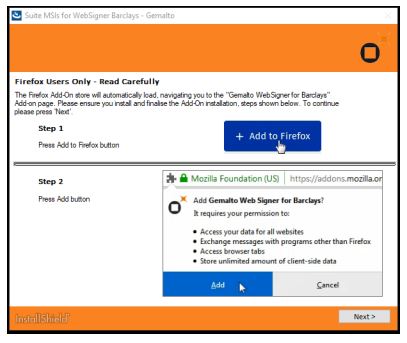 Suite MSIs for WebSigner Barclays - Gemalto
Firefox Users Only - Read Carefully
The Firefox Add-On store will automatically load, navigating you to the "Gemalto WebSigner for Barclays"
Add-on page. Please ensure you install and finalise the Add-On installation, steps shown below. To continue
please press 'Next'.
Step 1
Press Add to Firefox button
+ Add to Firefox
Step 2
Press Add button
Mozilla Foundation (US) https://addons.mozilla.or
Add Gemalto Web Signer for Barclays?
It requires your permission to:
• Access your data for all websites
• Exchange messages with programs other than Firefox
• Access browser tabs
• Store unlimited amount of client-side data
Add Cancel
InstallShield
Next >